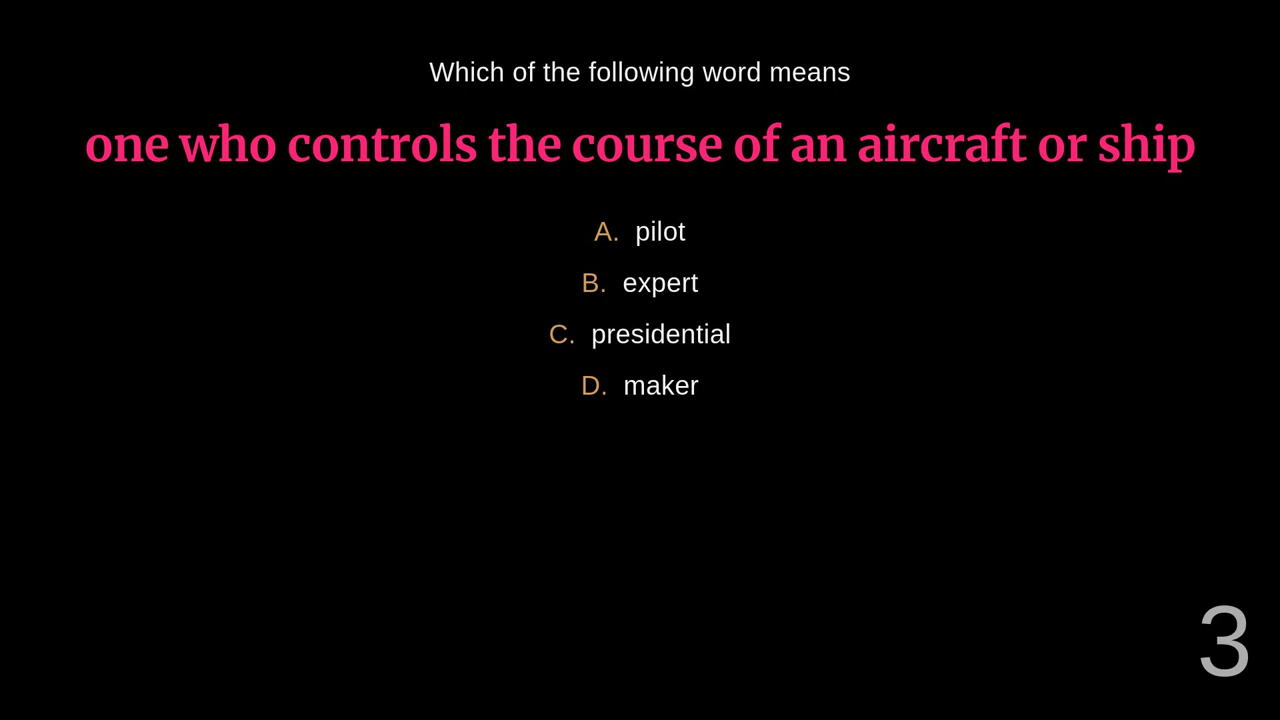 Which of the following word means
one who controls the course of an aircraft or ship
A. pilot
B. expert
C. presidential
D. maker
3